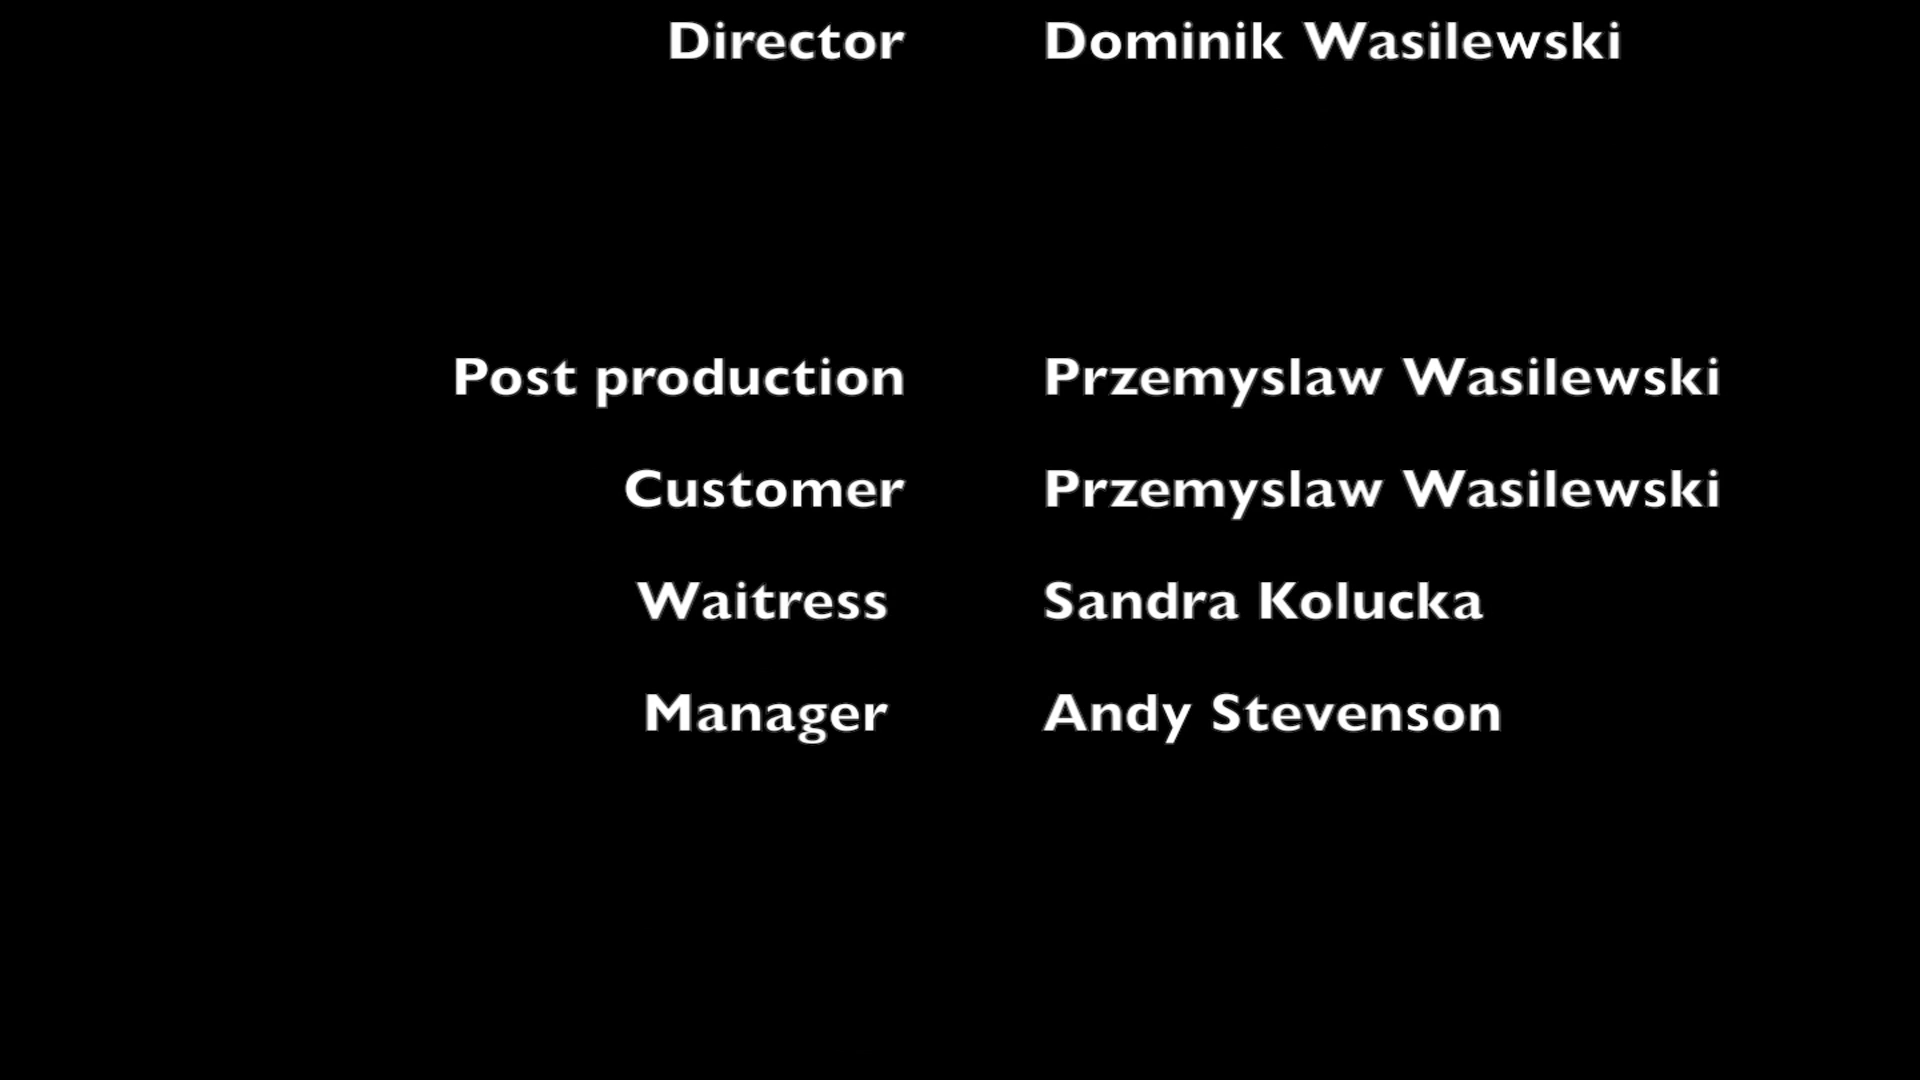 Director Dominik Wasilewski
Post production Przemyslaw Wasilewski
Customer Przemyslaw Wasilewski
Waitress Sandra Kolucka
Manager Andy Stevenson